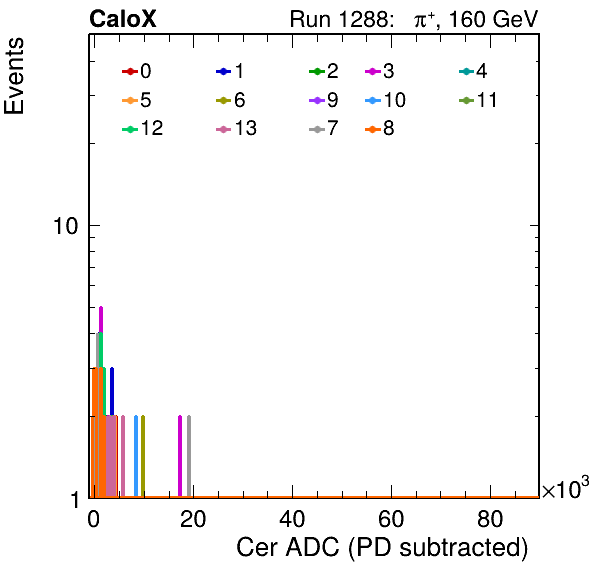 CaloX Run 1288: π⁺, 160 GeV
Events
0 1 2 3 4
5 6 9 10 11
12 13 7 8
10
1
×10³
0 20 40 60 80
Cer ADC (PD subtracted)